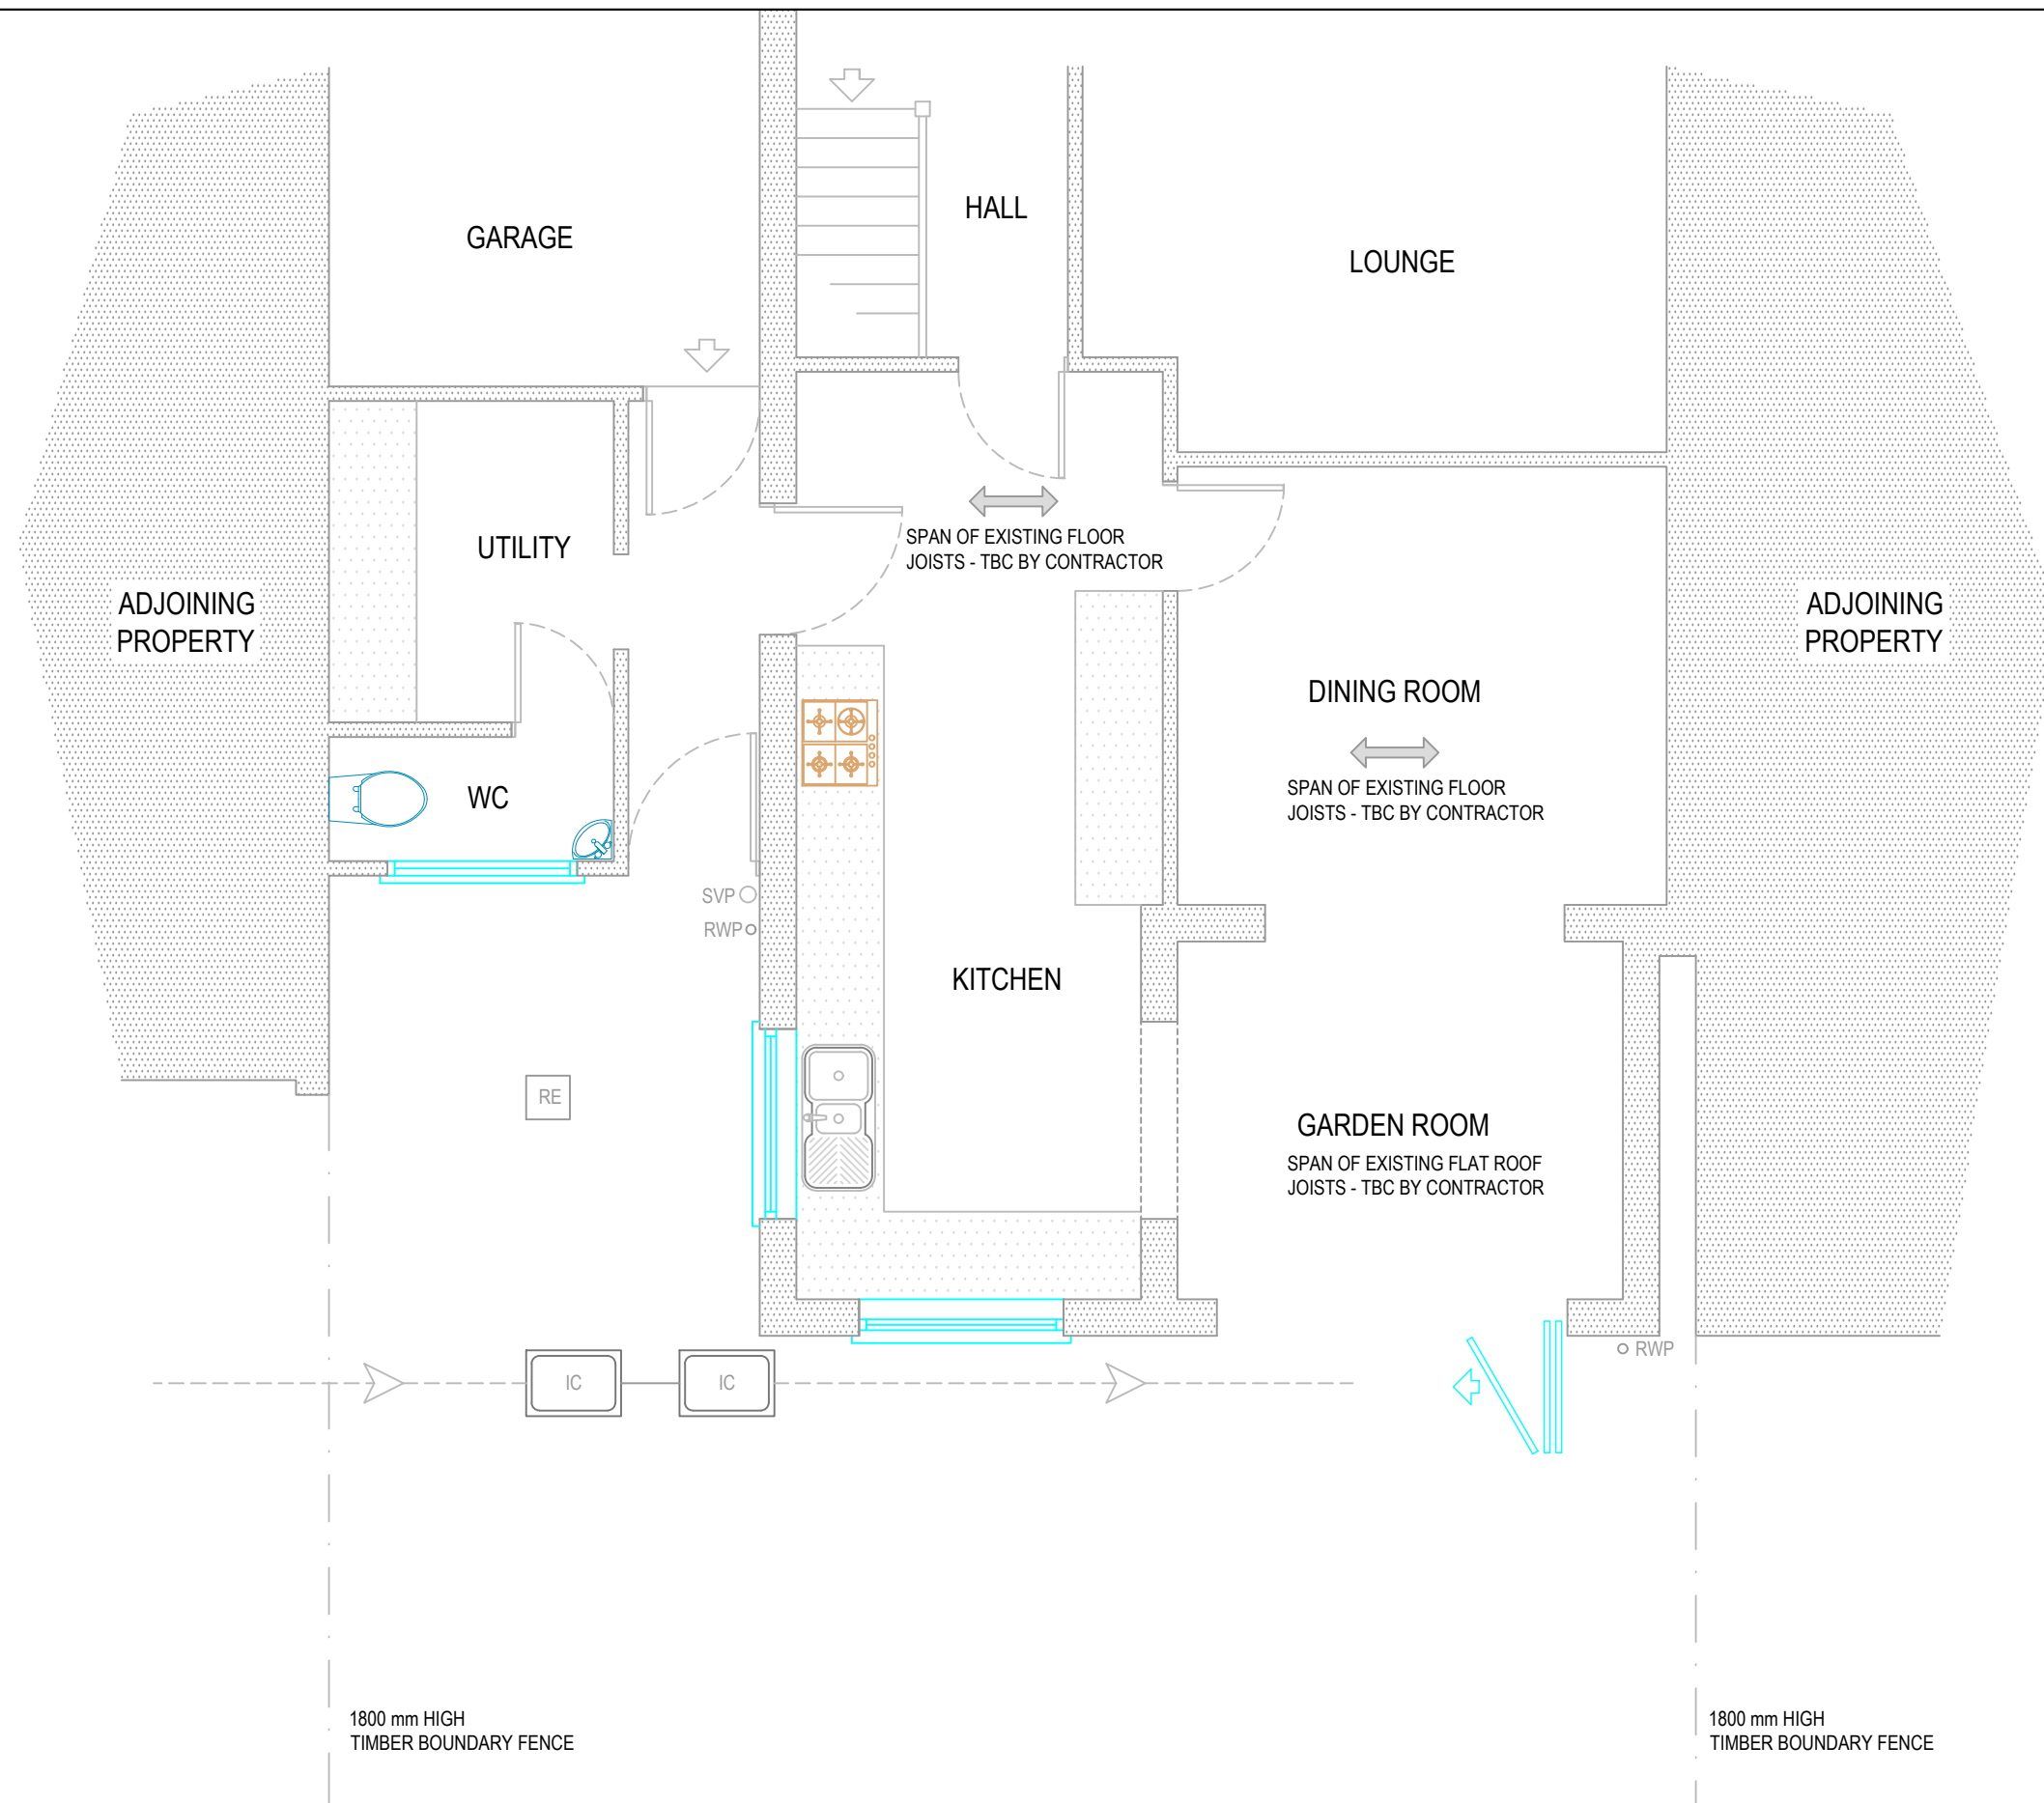 HALL
GARAGE
LOUNGE
UTILITY
SPAN OF EXISTING FLOOR
JOISTS - TBC BY CONTRACTOR
ADJOINING
PROPERTY
ADJOINING
PROPERTY
DINING ROOM
SPAN OF EXISTING FLOOR
JOISTS - TBC BY CONTRACTOR
WC
SVP
RWP
KITCHEN
RE
GARDEN ROOM
SPAN OF EXISTING FLAT ROOF
JOISTS - TBC BY CONTRACTOR
RWP
IC
IC
1800 mm HIGH
TIMBER BOUNDARY FENCE
1800 mm HIGH
TIMBER BOUNDARY FENCE